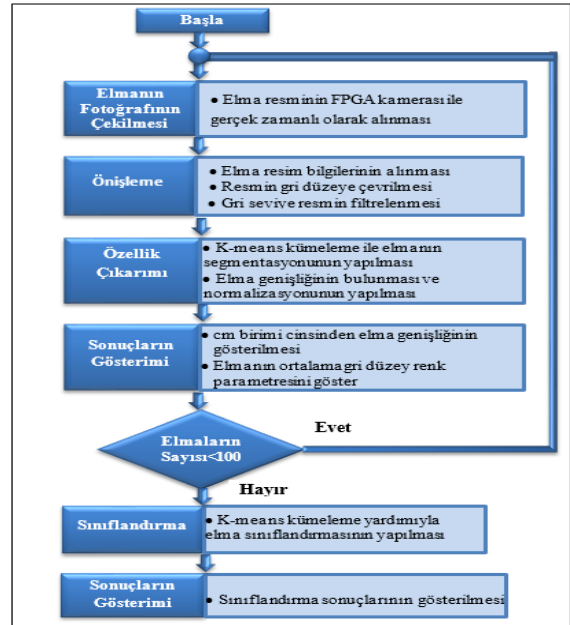 Başla
Elmanın
Fotoğrafının
Çekilmesi
● Elma resminin FPGA kamerası ile
gerçek zamanlı olarak alınması
Önişleme
● Elma resim bilgilerinin alınması
● Resmin gri düzeye çevrilmesi
● Gri seviye resmin filtrelenmesi
Özellik
Çıkarımı
● K-means kümeleme ile elmanın
segmentasyonunun yapılması
● Elma genişliğinin bulunması ve
normalizasyonunun yapılması
Sonuçların
Gösterimi
● cm birimi cinsinden elma genişliğinin
gösterilmesi
● Elmanın ortalamagri düzey renk
parametresini göster
Elmaların
Sayısı<100
Evet
Hayır
Sınıflandırma
● K-means kümeleme yardımıyla
elma sınıflandırmasının yapılması
Sonuçların
Gösterimi
● Sınıflandırma sonuçlarının gösterilmesi